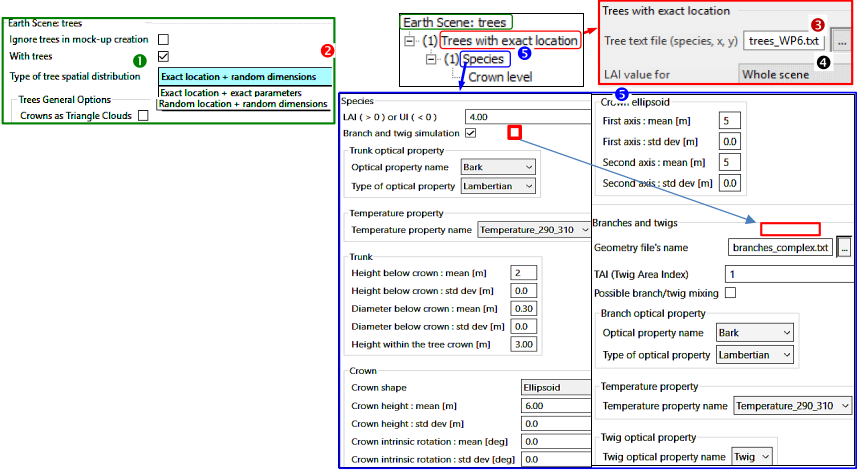 Earth Scene: trees
Ignore trees in mock-up creation
With trees
1
2
Type of tree spatial distribution
Exact location + random dimensions
Exact location + exact parameters
Random location + random dimensions
Trees General Options
Crowns as Triangle Clouds
Earth Scene: trees
(1) Trees with exact location
(1) Species
5
Crown level
Trees with exact location
3
Tree text file (species, x, y)
trees_WP6.txt
...
4
LAI value for
Whole scene
Species
LAI ( > 0 ) or UI ( < 0 )
4.00
Branch and twig simulation
Trunk optical property
Optical property name
Bark
Type of optical property
Lambertian
Temperature property
Temperature property name
Temperature_290_310
Trunk
Height below crown : mean [m]
2
Height below crown : std dev [m]
0.0
Diameter below crown : mean [m]
0.30
Diameter below crown : std dev [m]
0.0
Height within the tree crown [m]
3.00
Crown
Crown shape
Ellipsoid
Crown height : mean [m]
6.00
Crown height : std dev [m]
0.0
Crown intrinsic rotation : mean [deg]
0.0
Crown intrinsic rotation : std dev [deg]
0.0
5
Crown ellipsoid
First axis : mean [m]
5
First axis : std dev [m]
0.0
Second axis : mean [m]
5
Second axis : std dev [m]
0.0
Branches and twigs
Geometry file's name
branches_complex.txt
...
TAI (Twig Area Index)
1
Possible branch/twig mixing
Branch optical property
Optical property name
Bark
Type of optical property
Lambertian
Temperature property
Temperature property name
Temperature_290_310
Twig optical property
Twig optical property name
Twig